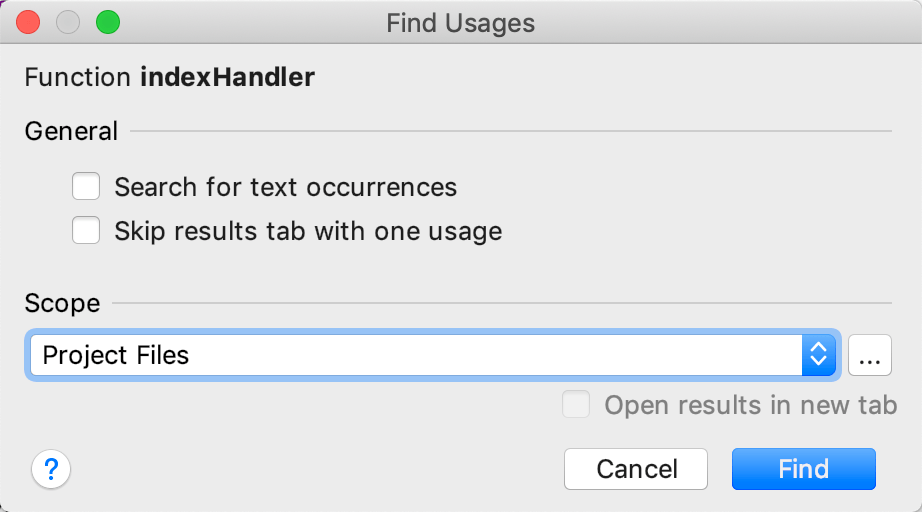 Find Usages
Function indexHandler
General
Search for text occurrences
Skip results tab with one usage
Scope
Project Files
...
Open results in new tab
?
Cancel
Find